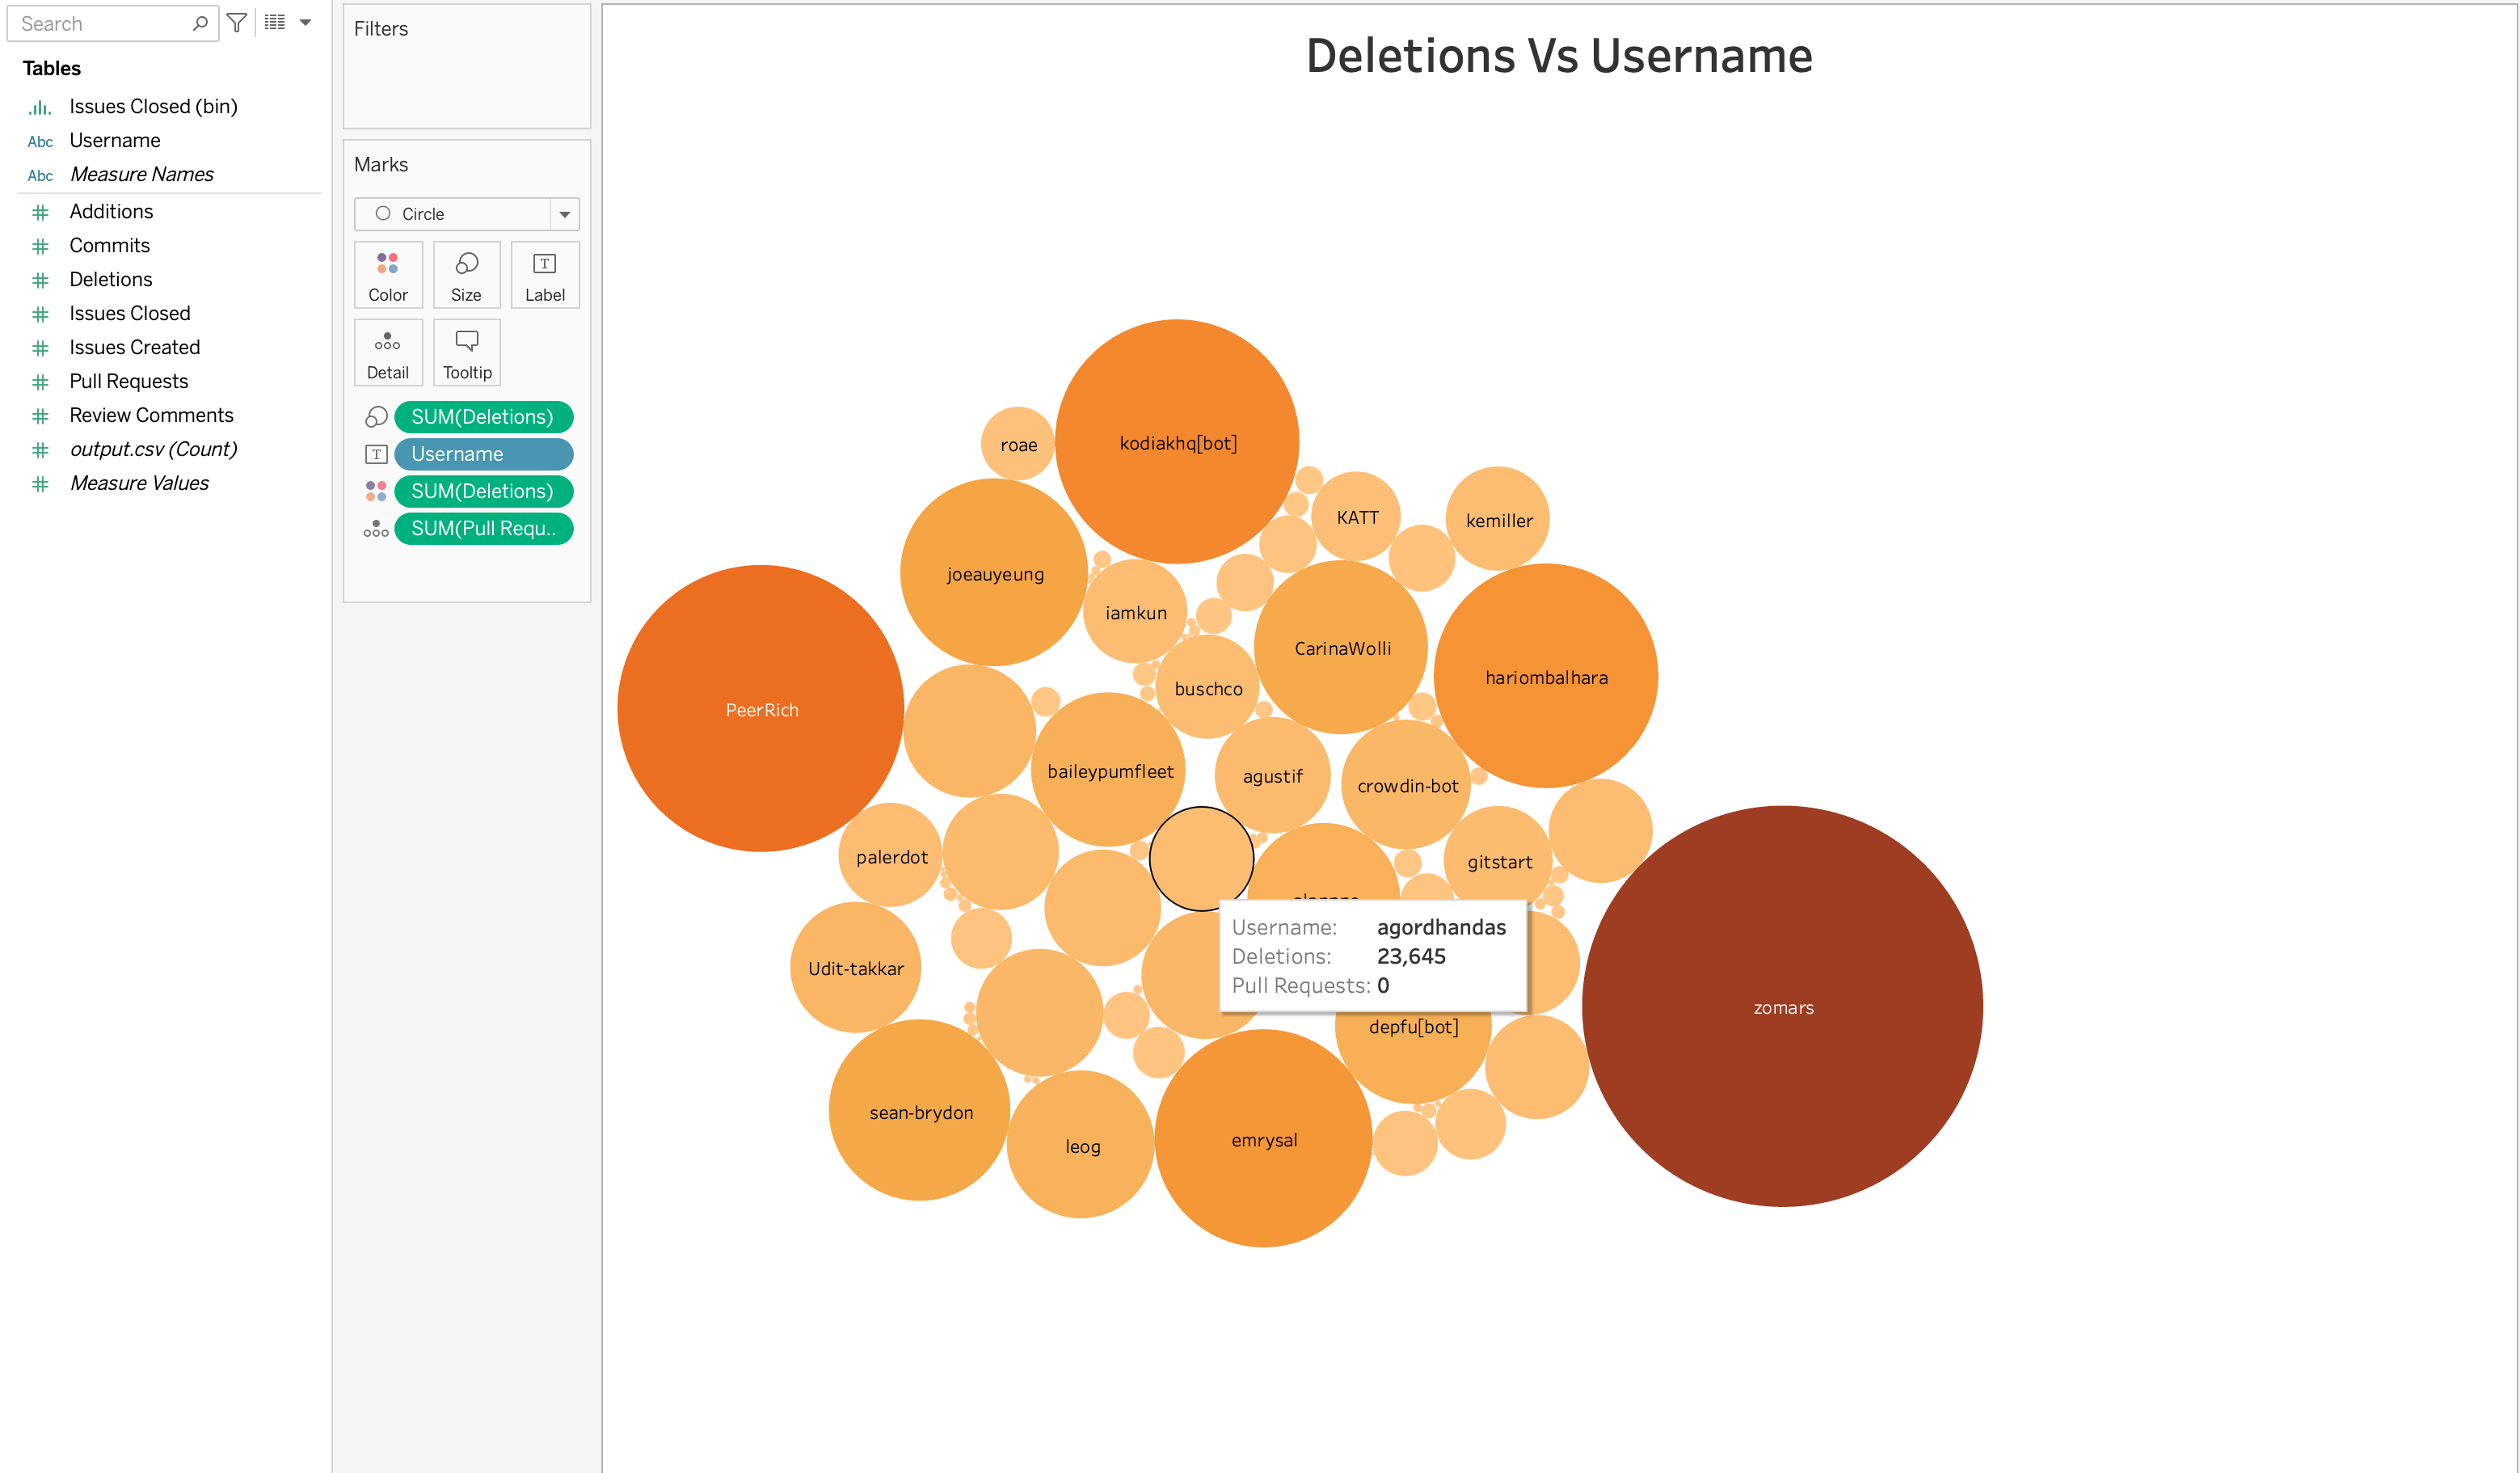 Search
Tables
Issues Closed (bin)
Abc Username
Abc Measure Names
Additions
Commits
Deletions
Issues Closed
Issues Created
Pull Requests
Review Comments
output.csv (Count)
Measure Values
Filters
Marks
Circle
Color Size T Label
Detail Tooltip
SUM(Deletions)
T Username
SUM(Deletions)
SUM(Pull Requ..
Deletions Vs Username
kodiakhq[bot]
roae
KATT
kemiller
joeauyeung
iamkun
CarinaWolli
hariombalhara
buschco
PeerRich
baileypumfleet
agustif
crowdin-bot
palerdot
gitstart
Username: agordhandas
Deletions: 23,645
Pull Requests: 0
Udit-takkar
zomars
depfu[bot]
sean-brydon
emrysal
leog